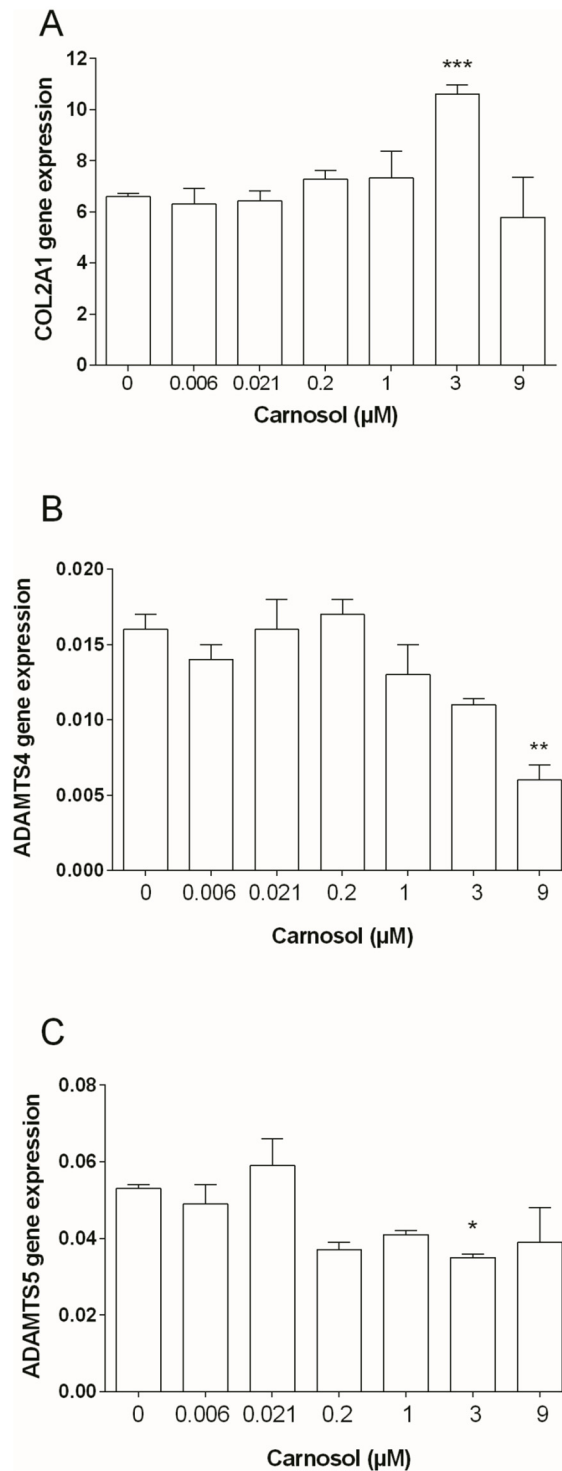 A
COL2A1 gene expression
12
10
8
6
4
2
0
***
0 0.006 0.021 0.2 1 3 9
Carnosol (µM)
B
ADAMTS4 gene expression
0.020
0.015
0.010
0.005
0.000
**
0 0.006 0.021 0.2 1 3 9
Carnosol (µM)
C
ADAMTS5 gene expression
0.08
0.06
0.04
0.02
0.00
*
0 0.006 0.021 0.2 1 3 9
Carnosol (µM)